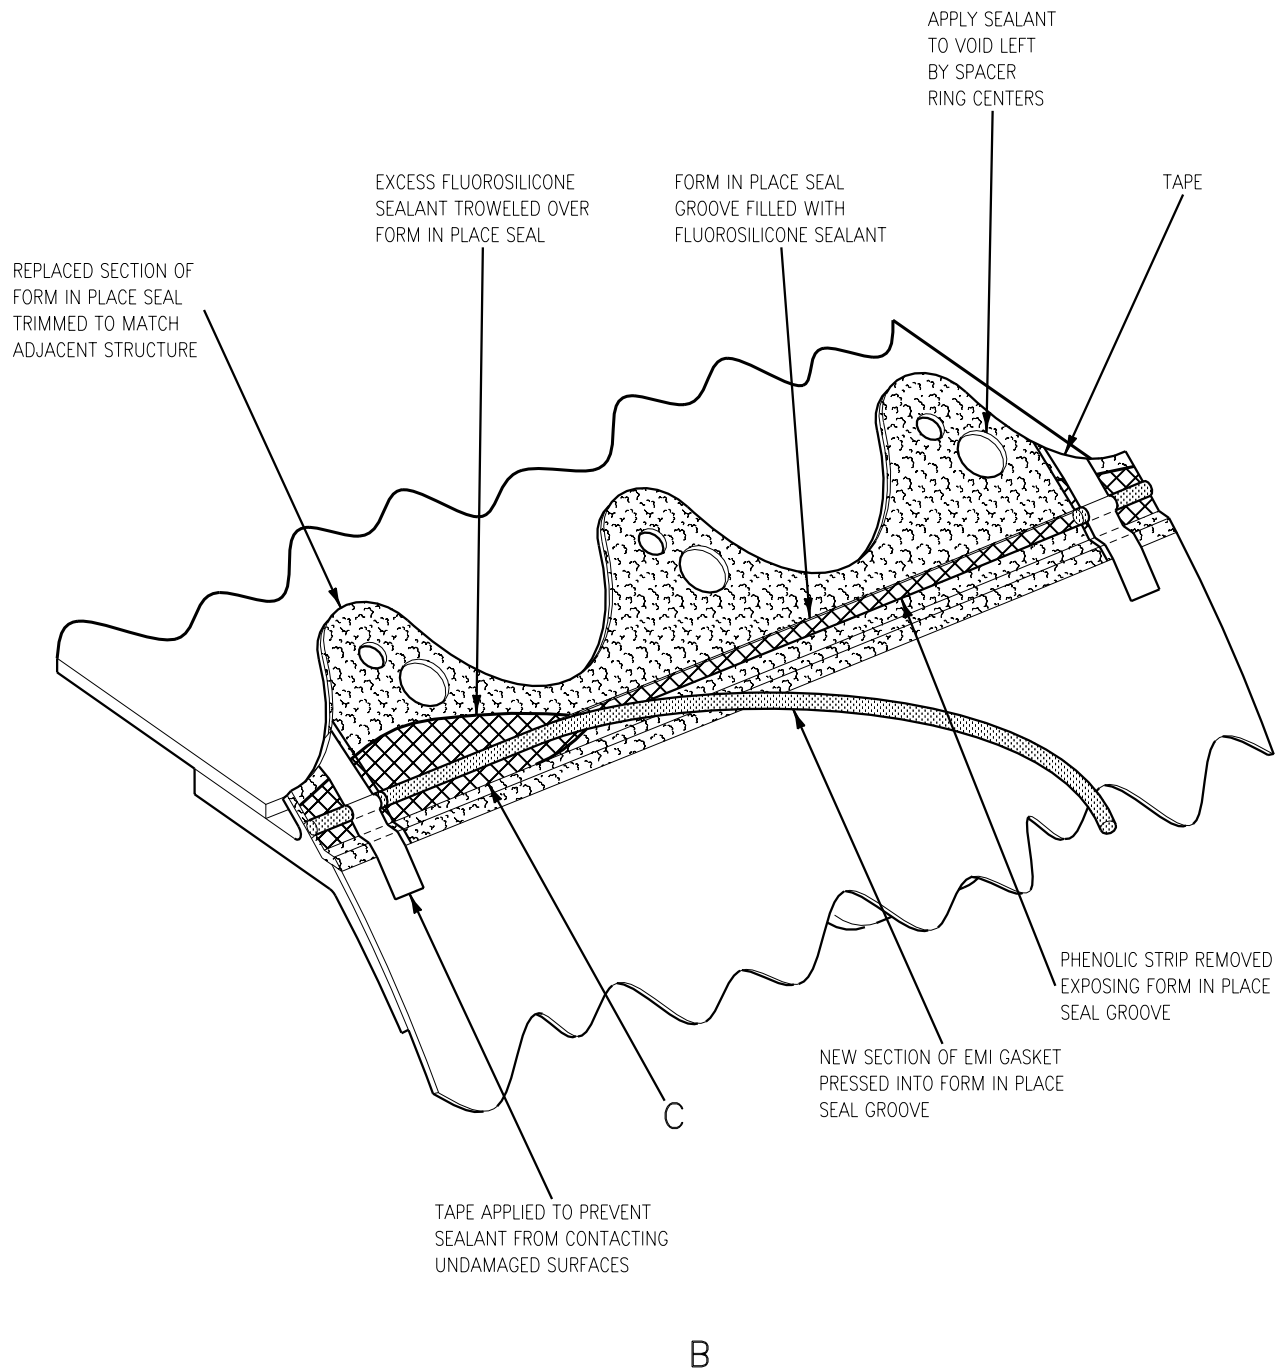 APPLY SEALANT
TO VOID LEFT
BY SPACER
RING CENTERS
EXCESS FLUOROSILICONE
SEALANT TROWELED OVER
FORM IN PLACE SEAL
FORM IN PLACE SEAL
GROOVE FILLED WITH
FLUOROSILICONE SEALANT
TAPE
REPLACED SECTION OF
FORM IN PLACE SEAL
TRIMMED TO MATCH
ADJACENT STRUCTURE
PHENOLIC STRIP REMOVED
EXPOSING FORM IN PLACE
SEAL GROOVE
NEW SECTION OF EMI GASKET
PRESSED INTO FORM IN PLACE
SEAL GROOVE
C
TAPE APPLIED TO PREVENT
SEALANT FROM CONTACTING
UNDAMAGED SURFACES
B